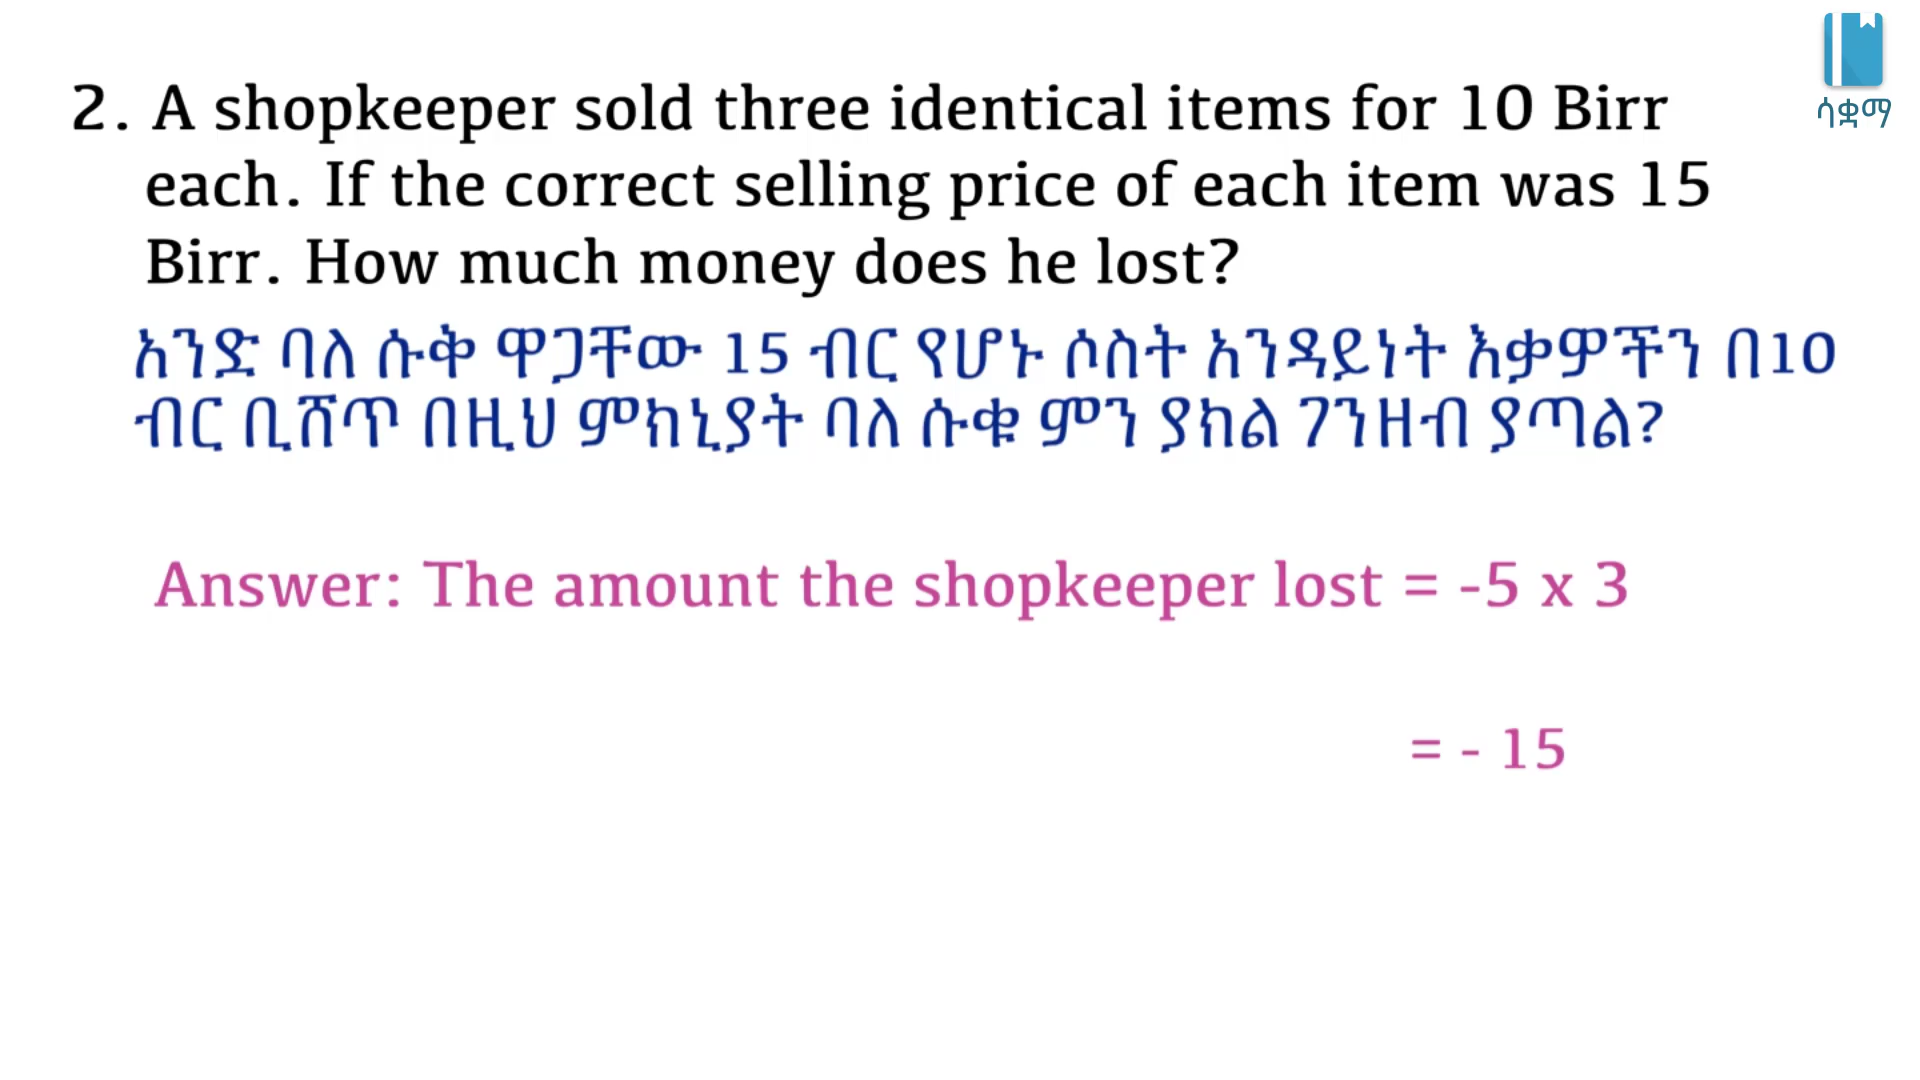 ሳቋማ
2. A shopkeeper sold three identical items for 10 Birr
each. If the correct selling price of each item was 15
Birr. How much money does he lost?
አንድ ባለ ሱቅ ዋጋቸው 15 ብር የሆኑ ሶስት አንዳይነት እቃዎችን በ10
ብር ቢሸጥ በዚህ ምክኒያት ባለ ሱቁ ምን ያክል ገንዘብ ያጣል?
Answer: The amount the shopkeeper lost = -5 x 3
= - 15